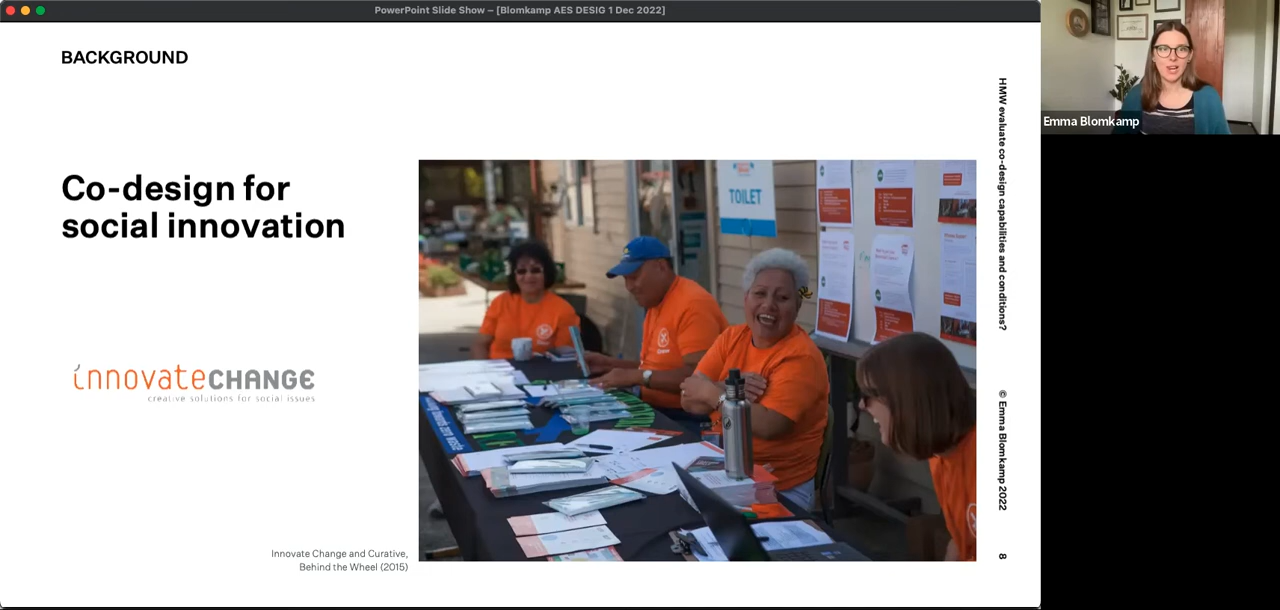 PowerPoint Slide Show – [Blomkamp AES DESIG 1 Dec 2022]
BACKGROUND
Co-design for
social innovation
innovateCHANGE
creative solutions for social issues
TOILET
Innovate Change and Curative,
Behind the Wheel (2015)
HMW evaluate co-design capabilities and conditions?
© Emma Blomkamp 2022
8
Emma Blomkamp